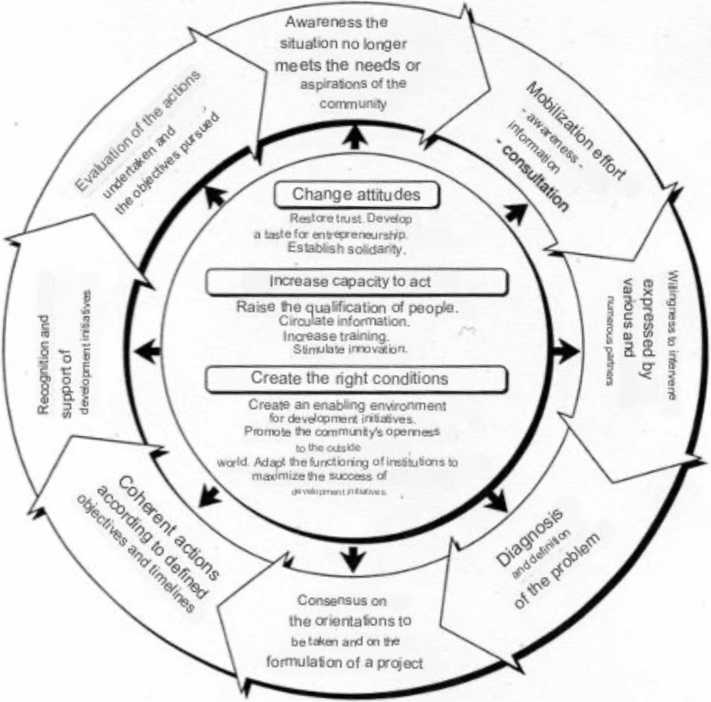 Awareness the
situation no longer
meets the needs or
aspirations of the
community
Mobilization effort
- awareness -
information
- consultation
Willingness to intervene
expressed by
various and
numerous partners
Diagnosis
and definition
of the problem
Consensus on
the orientations to
be taken and on the
formulation of a project
Coherent actions
according to defined
objectives and timelines
Recognition and
support of
development initiatives
Evaluation of the actions
undertaken and
the objectives pursued
Change attitudes
Restore trust. Develop
a taste for entrepreneurship.
Establish solidarity.
Increase capacity to act
Raise the qualification of people.
Circulate information.
Increase training.
Stimulate innovation.
Create the right conditions
Create an enabling environment
for development initiatives.
Promote the community's openness
to the outside
world. Adapt the functioning of institutions to
maximize the success of
development initiatives.